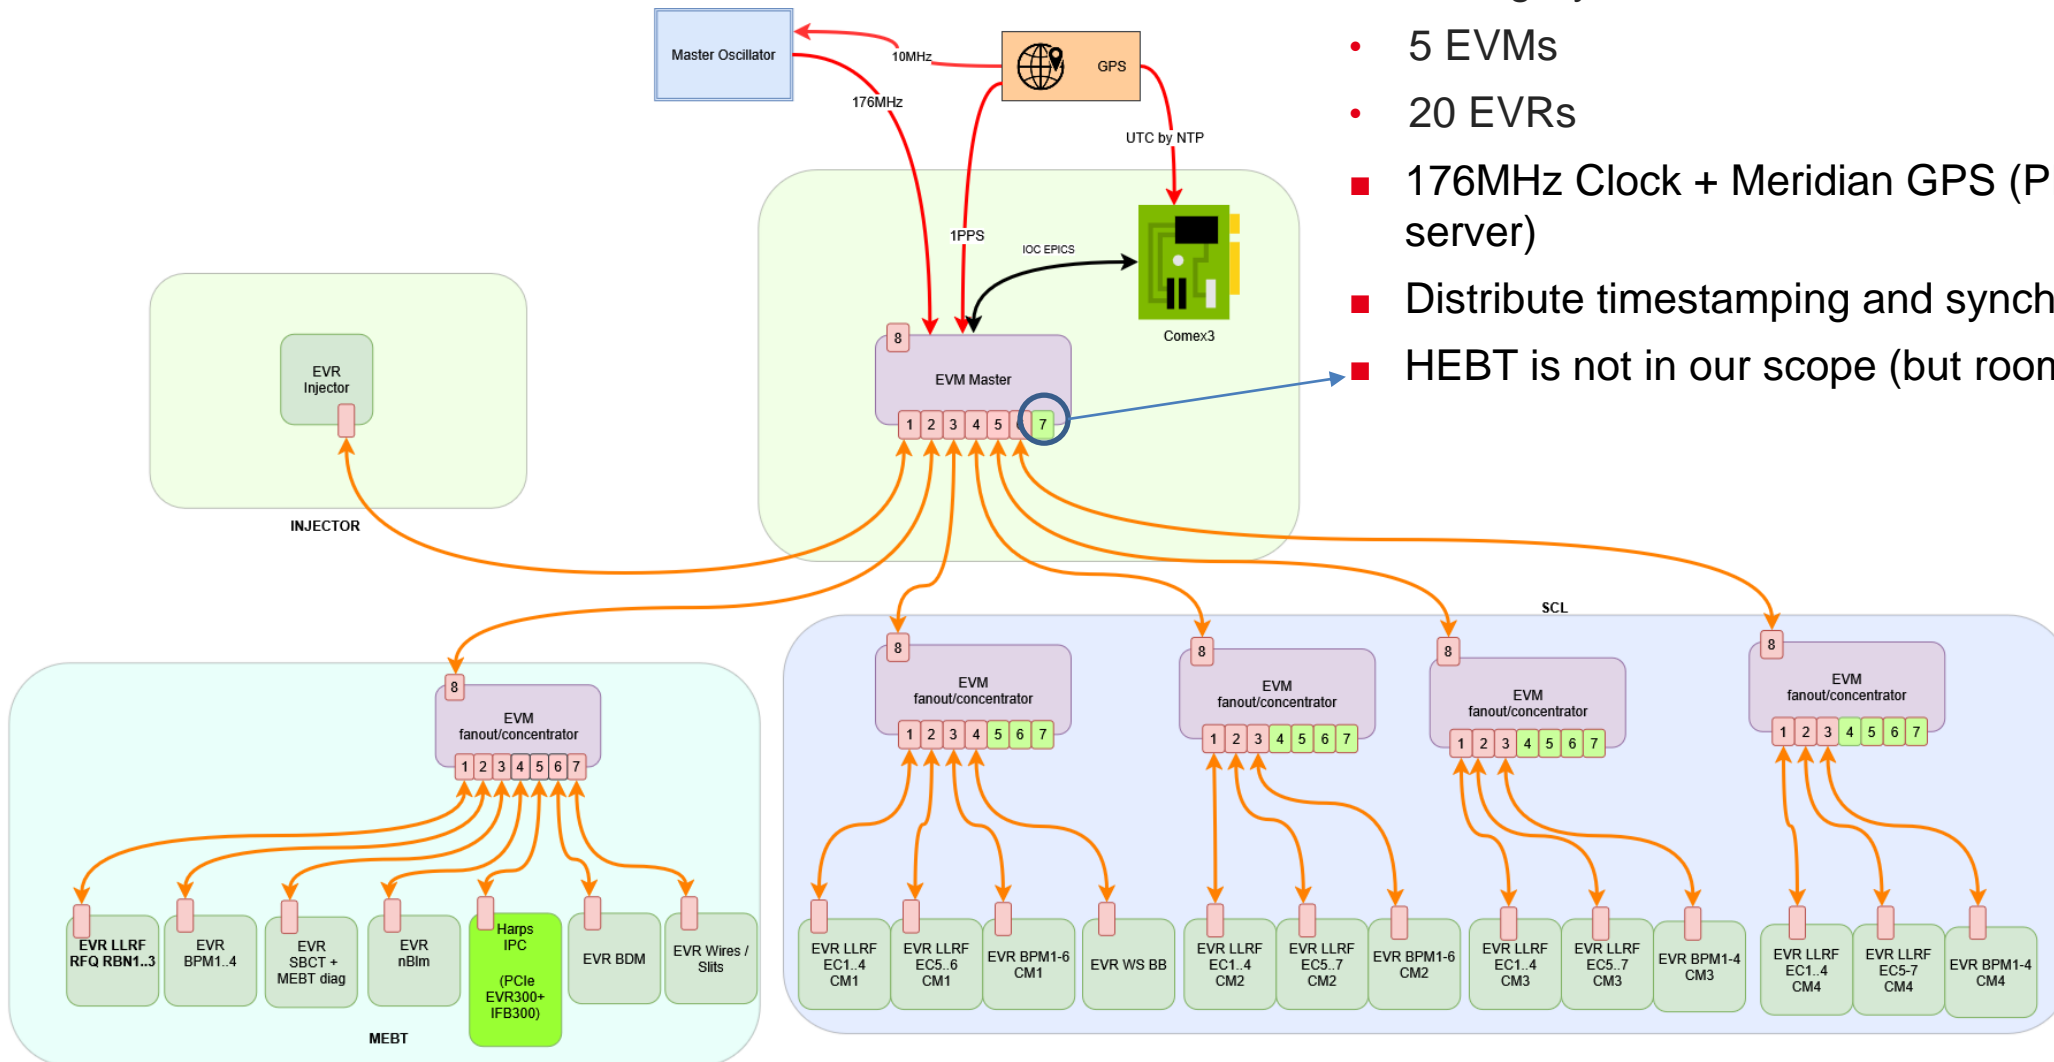 Master Oscillator
10MHz
GPS
176MHz
UTC by NTP
5 EVMs
20 EVRs
176MHz Clock + Meridian GPS
server)
Distribute timestamping and
HEBT is not in our scope (but
1PPS
IOC EPICS
Comex3
8
EVM Master
1 2 3 4 5 6 7
EVR
Injector
INJECTOR
SCL
8
EVM
fanout/concentrator
1 2 3 4 5 6 7
8
EVM
fanout/concentrator
1 2 3 4 5 6 7
8
EVM
fanout/concentrator
1 2 3 4 5 6 7
8
EVM
fanout/concentrator
1 2 3 4 5 6 7
8
EVM
fanout/concentrator
1 2 3 4 5 6 7
EVR LLRF
RFQ RBN1..3
EVR
BPM1..4
EVR
SBCT +
MEBT diag
EVR
nBlm
Harps
IPC
(PCIe
EVR300+
IFB300)
EVR BDM
EVR Wires /
Slits
MEBT
EVR LLRF
EC1..4
CM1
EVR LLRF
EC5..6
CM1
EVR BPM1-6
CM1
EVR WS BB
EVR LLRF
EC1..4
CM2
EVR LLRF
EC5..7
CM2
EVR BPM1-6
CM2
EVR LLRF
EC1..4
CM3
EVR LLRF
EC5..7
CM3
EVR BPM1-4
CM3
EVR LLRF
EC1..4
CM4
EVR LLRF
EC5-7
CM4
EVR BPM1-4
CM4